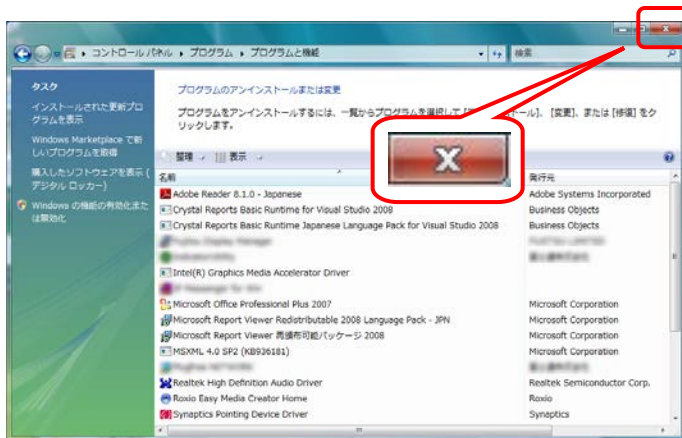 コントロール パネル ▸ プログラム ▸ プログラムと機能
検索
タスク
インストールされた更新プロ
グラムを表示
Windows Marketplace で新
しいプログラムを取得
購入したソフトウェアを表示 (
デジタル ロッカー)
Windows の機能の有効化また
は無効化
プログラムのアンインストールまたは変更
プログラムをアンインストールするには、一覧からプログラムを選択して [ ール]、[変更]、または [修復] をク
リックします。
整理
表示
X
名前
発行元
Adobe Reader 8.1.0 - Japanese
Adobe Systems Incorporated
Crystal Reports Basic Runtime for Visual Studio 2008
Business Objects
Crystal Reports Basic Runtime Japanese Language Pack for Visual Studio 2008
Business Objects
Intel(R) Graphics Media Accelerator Driver
Microsoft Office Professional Plus 2007
Microsoft Corporation
Microsoft Report Viewer Redistributable 2008 Language Pack - JPN
Microsoft Corporation
Microsoft Report Viewer 再頒布可能パッケージ 2008
Microsoft Corporation
MSXML 4.0 SP2 (KB936181)
Microsoft Corporation
Realtek High Definition Audio Driver
Realtek Semiconductor Corp.
Roxio Easy Media Creator Home
Roxio
Synaptics Pointing Device Driver
Synaptics